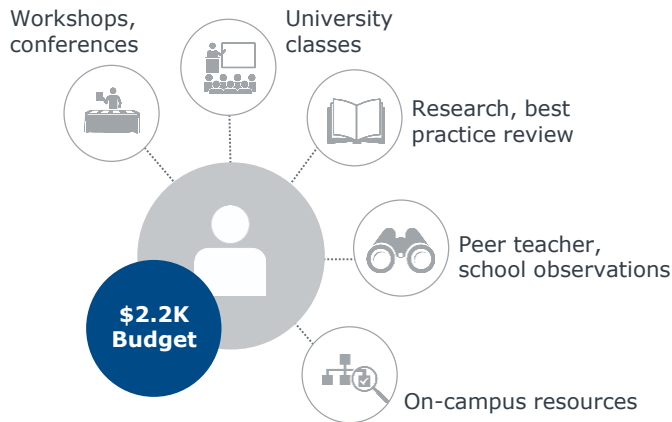 Workshops,
conferences
University
classes
Research, best
practice review
Peer teacher,
school observations
$2.2K
Budget
On-campus resources